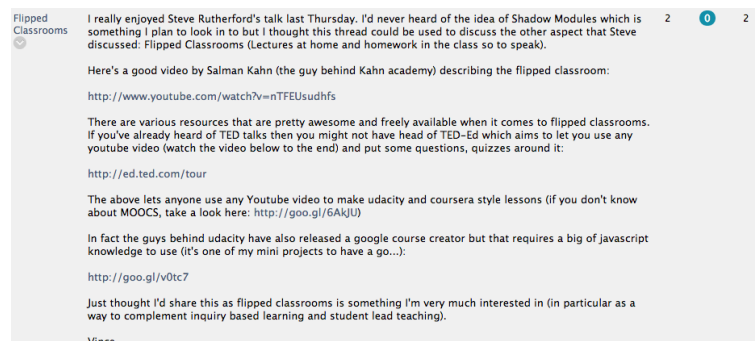 Flipped
Classrooms
I really enjoyed Steve Rutherford's talk last Thursday. I'd never heard of the idea of Shadow Modules which is
something I plan to look in to but I thought this thread could be used to discuss the other aspect that Steve
discussed: Flipped Classrooms (Lectures at home and homework in the class so to speak).
2 0 2
Here's a good video by Salman Kahn (the guy behind Kahn academy) describing the flipped classroom:
http://www.youtube.com/watch?v=nTFEUsudhfs
There are various resources that are pretty awesome and freely available when it comes to flipped classrooms.
If you've already heard of TED talks then you might not have head of TED-Ed which aims to let you use any
youtube video (watch the video below to the end) and put some questions, quizzes around it:
http://ed.ted.com/tour
The above lets anyone use any Youtube video to make udacity and coursera style lessons (if you don't know
about MOOCS, take a look here: http://goo.gl/6AkJU)
In fact the guys behind udacity have also released a google course creator but that requires a big of javascript
knowledge to use (it's one of my mini projects to have a go...):
http://goo.gl/v0tc7
Just thought I'd share this as flipped classrooms is something I'm very much interested in (in particular as a
way to complement inquiry based learning and student lead teaching).